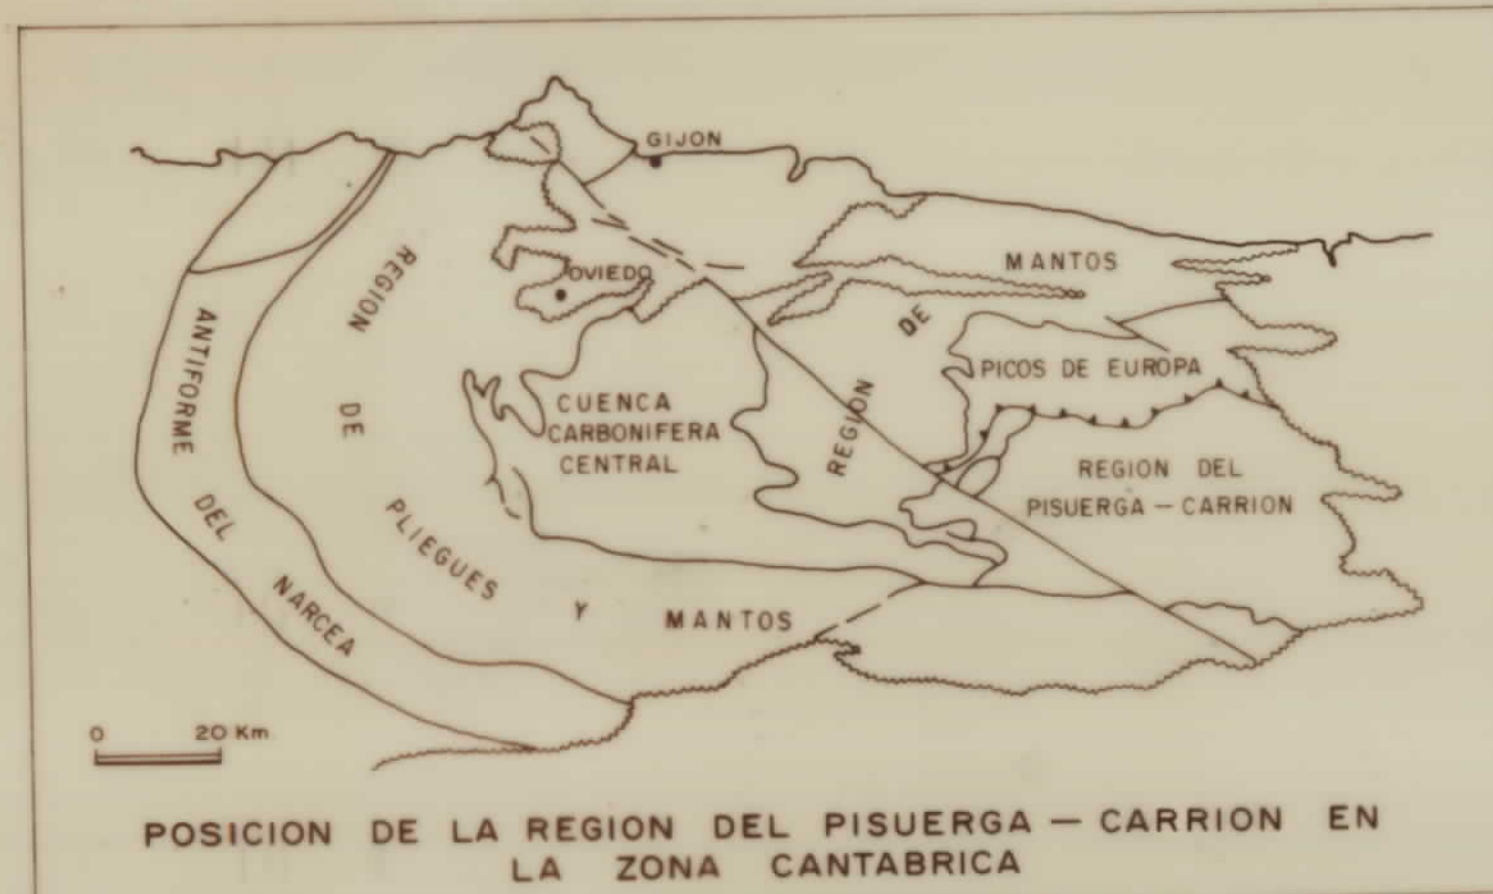 GIJON
OVIEDO
MANTOS
DE
REGION
PICOS DE EUROPA
REGION DEL
PISUERGA — CARRION
CUENCA
CARBONIFERA
CENTRAL
REGION
DE
PLIEGUES
Y
MANTOS
ANTIFORME
DEL
NARCEA
0 20 Km
POSICION DE LA REGION DEL PISUERGA — CARRION EN
LA ZONA CANTABRICA